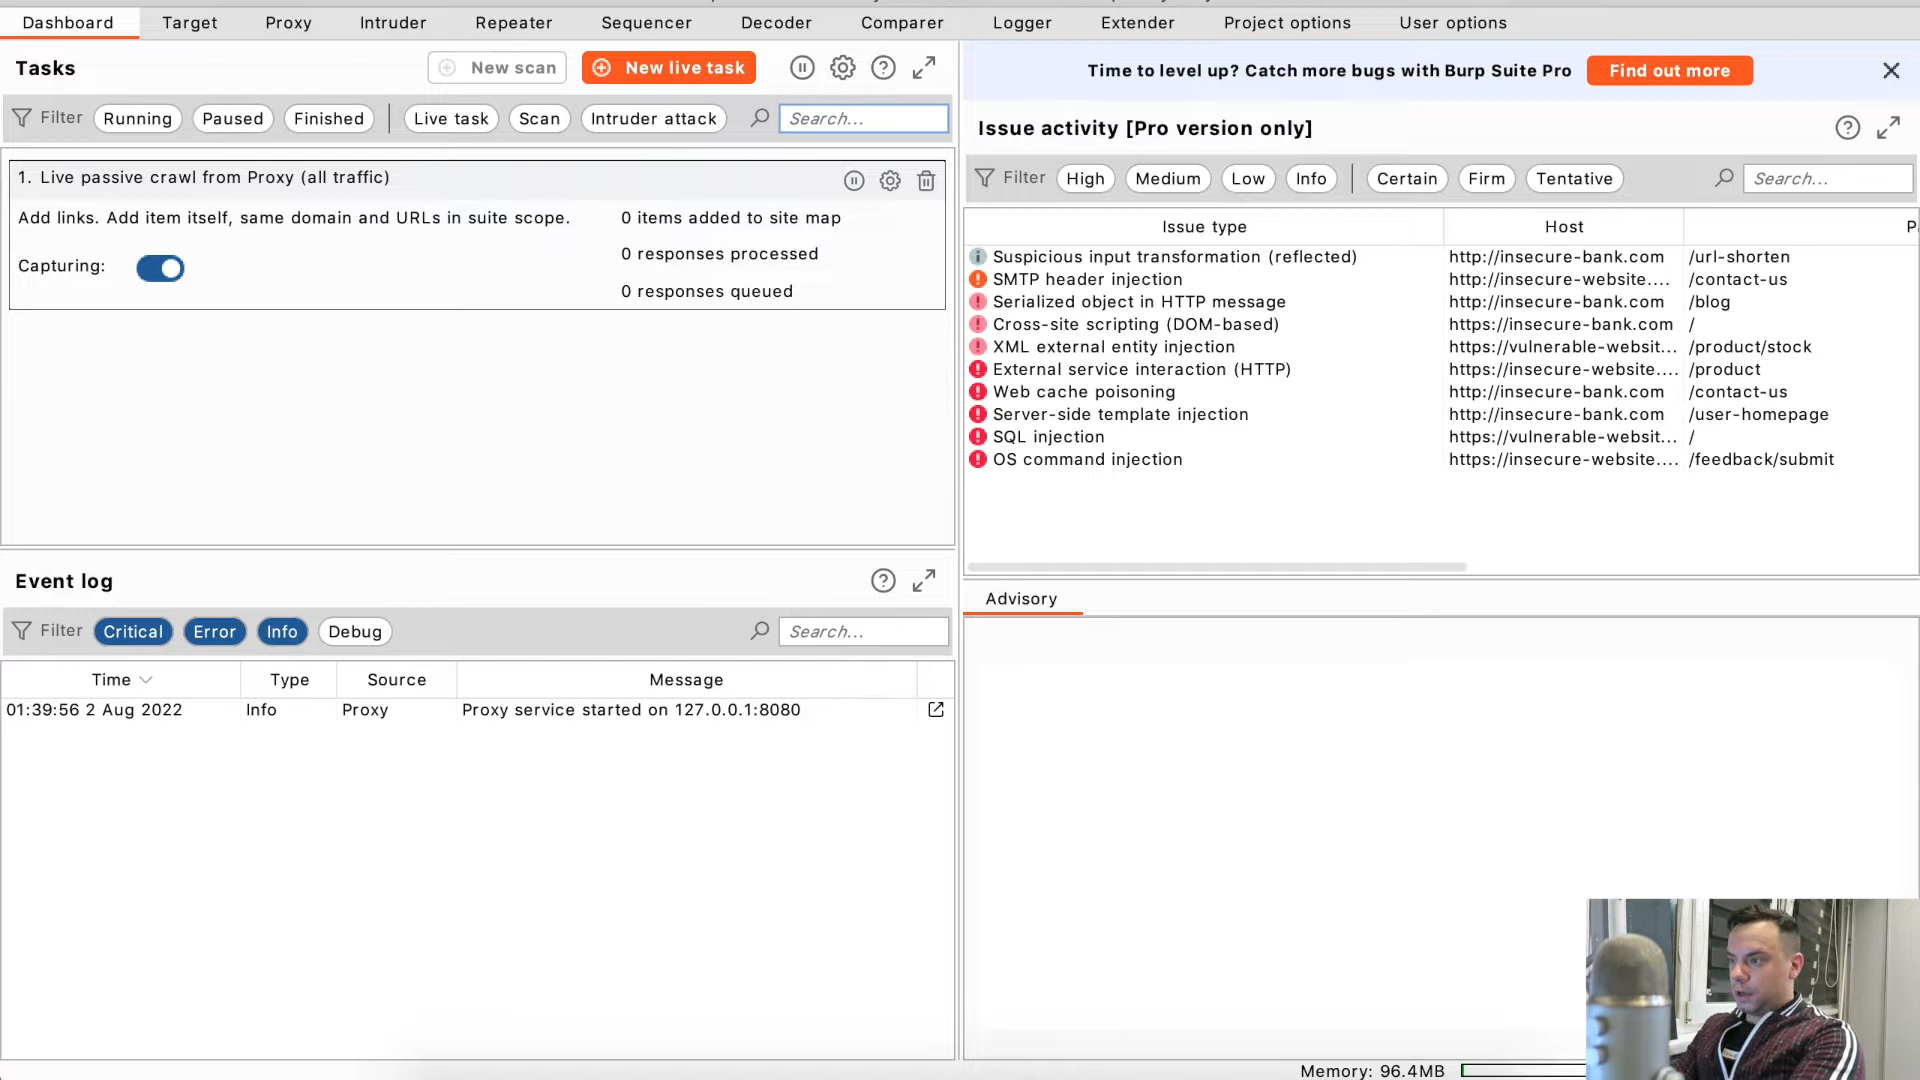 Dashboard Target Proxy Intruder Repeater Sequencer Decoder Comparer Logger Extender Project options User options
Tasks
New scan
New live task
Filter Running Paused Finished Live task Scan Intruder attack Search...
1. Live passive crawl from Proxy (all traffic)
Add links. Add item itself, same domain and URLs in suite scope.
0 items added to site map
0 responses processed
Capturing:
0 responses queued
Event log
Filter Critical Error Info Debug Search...
Time Type Source Message
01:39:56 2 Aug 2022 Info Proxy Proxy service started on 127.0.0.1:8080
Time to level up? Catch more bugs with Burp Suite Pro Find out more
Issue activity [Pro version only]
Filter High Medium Low Info Certain Firm Tentative Search...
Issue type Host
Suspicious input transformation (reflected) http://insecure-bank.com /url-shorten
SMTP header injection http://insecure-website.... /contact-us
Serialized object in HTTP message http://insecure-bank.com /blog
Cross-site scripting (DOM-based) https://insecure-bank.com /
XML external entity injection https://vulnerable-websit... /product/stock
External service interaction (HTTP) https://insecure-website.... /product
Web cache poisoning http://insecure-bank.com /contact-us
Server-side template injection http://insecure-bank.com /user-homepage
SQL injection https://vulnerable-websit... /
OS command injection https://insecure-website.... /feedback/submit
Advisory
Memory: 96.4MB